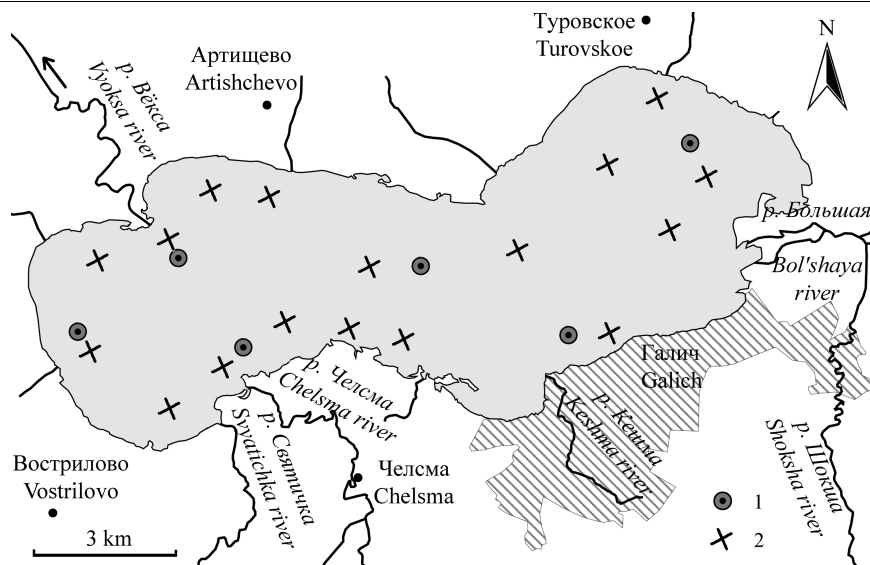 Туровское
Turovskoe
N
Артищево
Artishchevo
р. Вёкса
Vyoksa river
р. Большая
Bol'shaya
river
Галич
Galich
р. Челсма
Chelsma river
р. Кешма
Keshma river
р. Святичка
Svyatichka river
р. Шокша
Shoksha river
Вострилово
Vostrilovo
Челсма
Chelsma
1
2
3 km